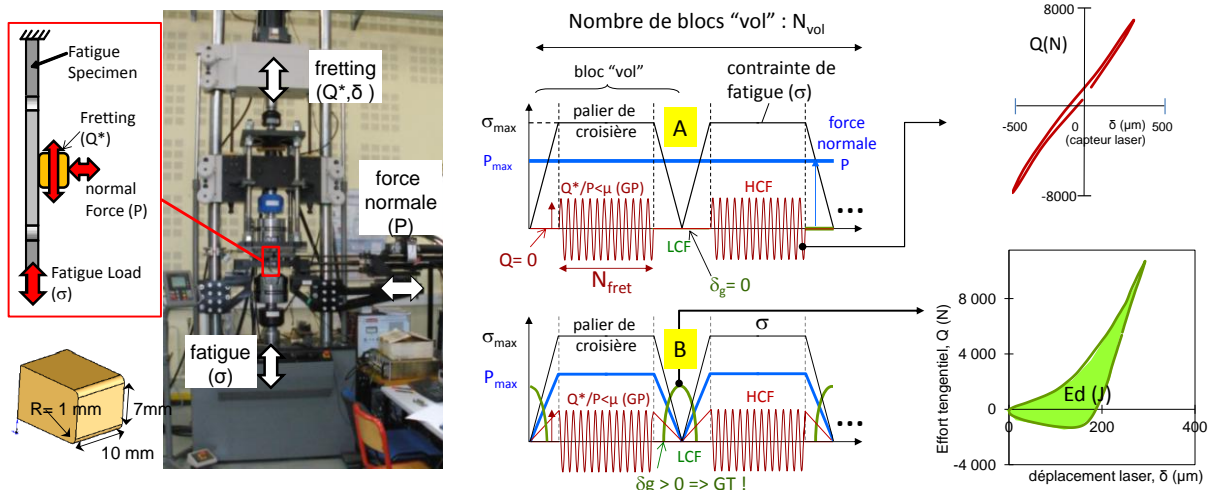 Fatigue
Specimen
Fretting
(Q*)
normal
Force (P)
Fatigue Load
(σ)
R= 1 mm
7mm
10 mm
fretting
(Q*,δ )
force
normale
(P)
fatigue
(σ)
Nombre de blocs “vol” : Nvol
bloc “vol”
contrainte de
fatigue (σ)
σmax
palier de
croisière
A
force
normale
P
Pmax
Q*/P<μ (GP)
HCF
...
LCF
Q= 0
Nfret
δg= 0
σmax
palier de
croisière
B
σ
Pmax
Q*/P<μ (GP)
HCF
...
LCF
δg > 0 => GT !
8000
Q(N)
-500
0
500
δ (μm)
(capteur laser)
-8000
Effort tangentiel, Q (N)
8 000
4 000
0
-4 000
Ed (J)
0
200
400
déplacement laser, δ (μm)